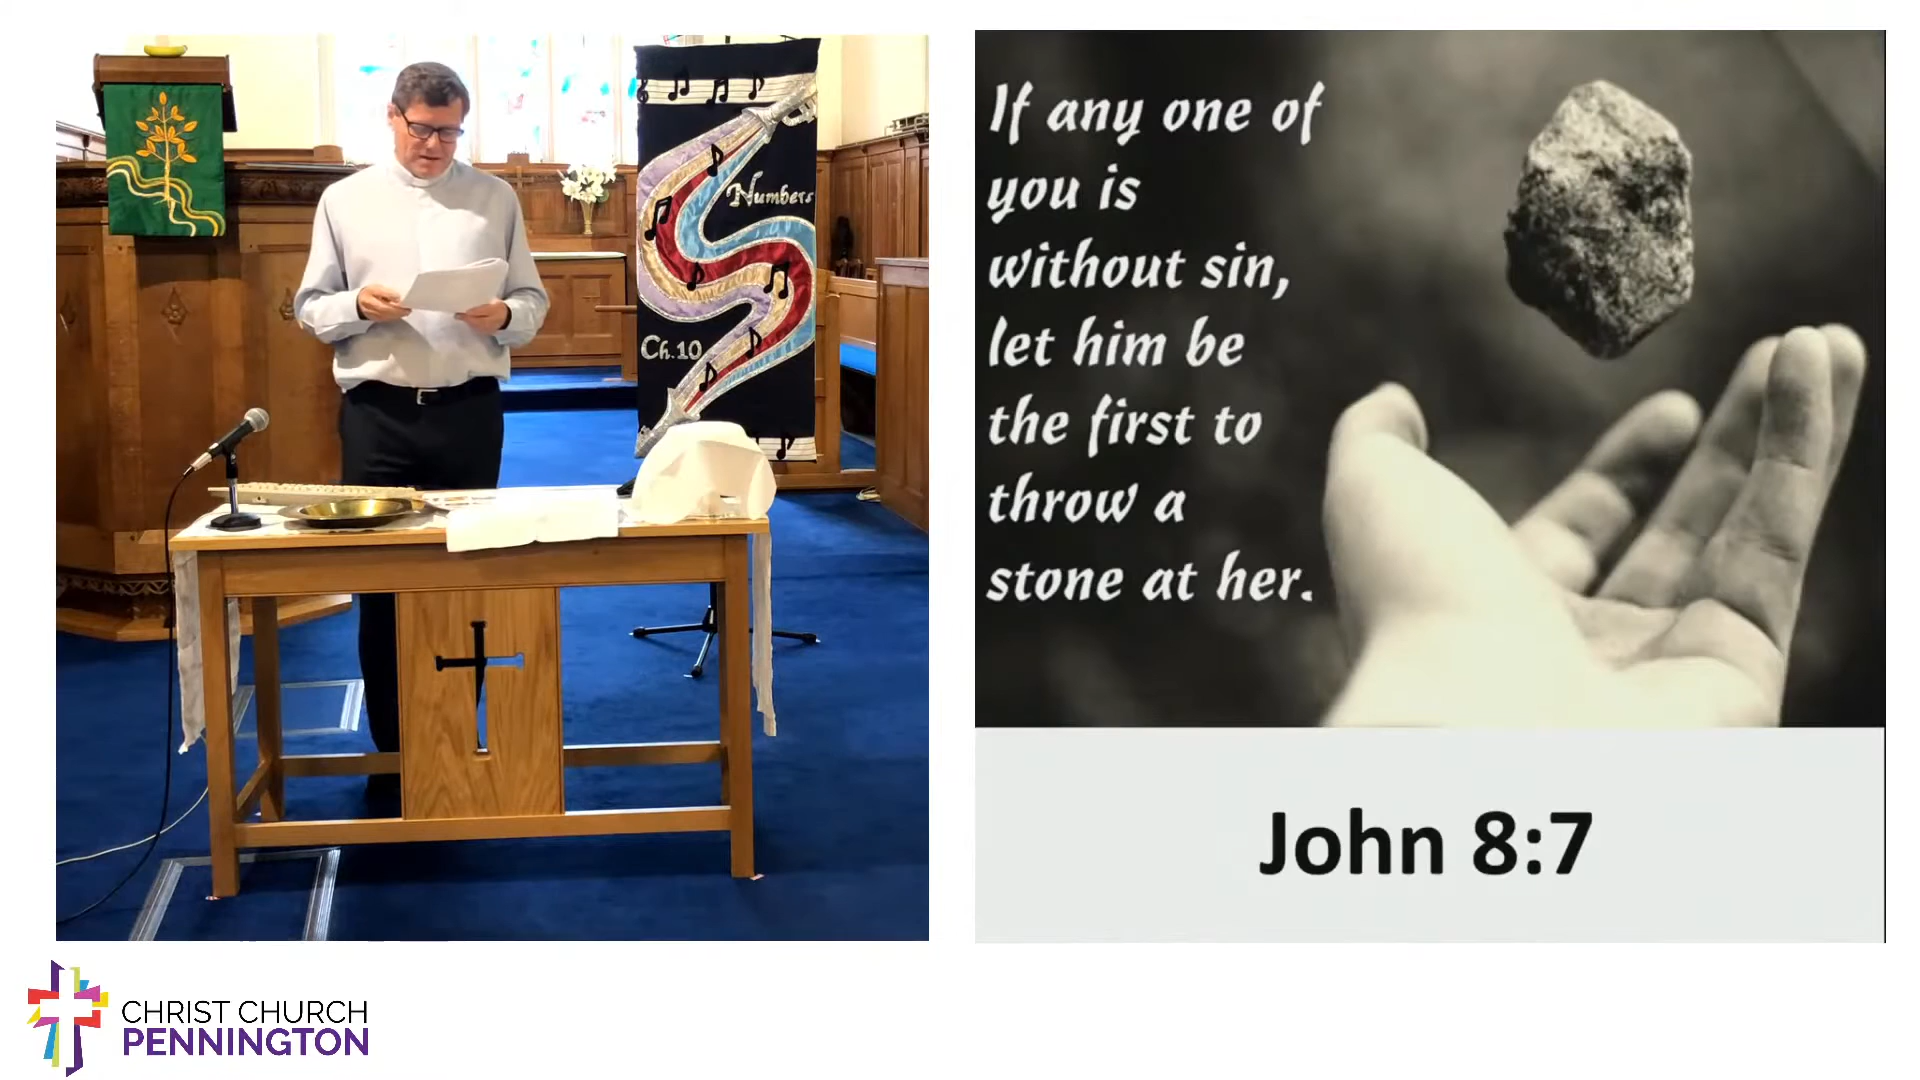 Numbers
Ch.10
If any one of
you is
without sin,
let him be
the first to
throw a
stone at her.
John 8:7
CHRIST CHURCH
PENNINGTON